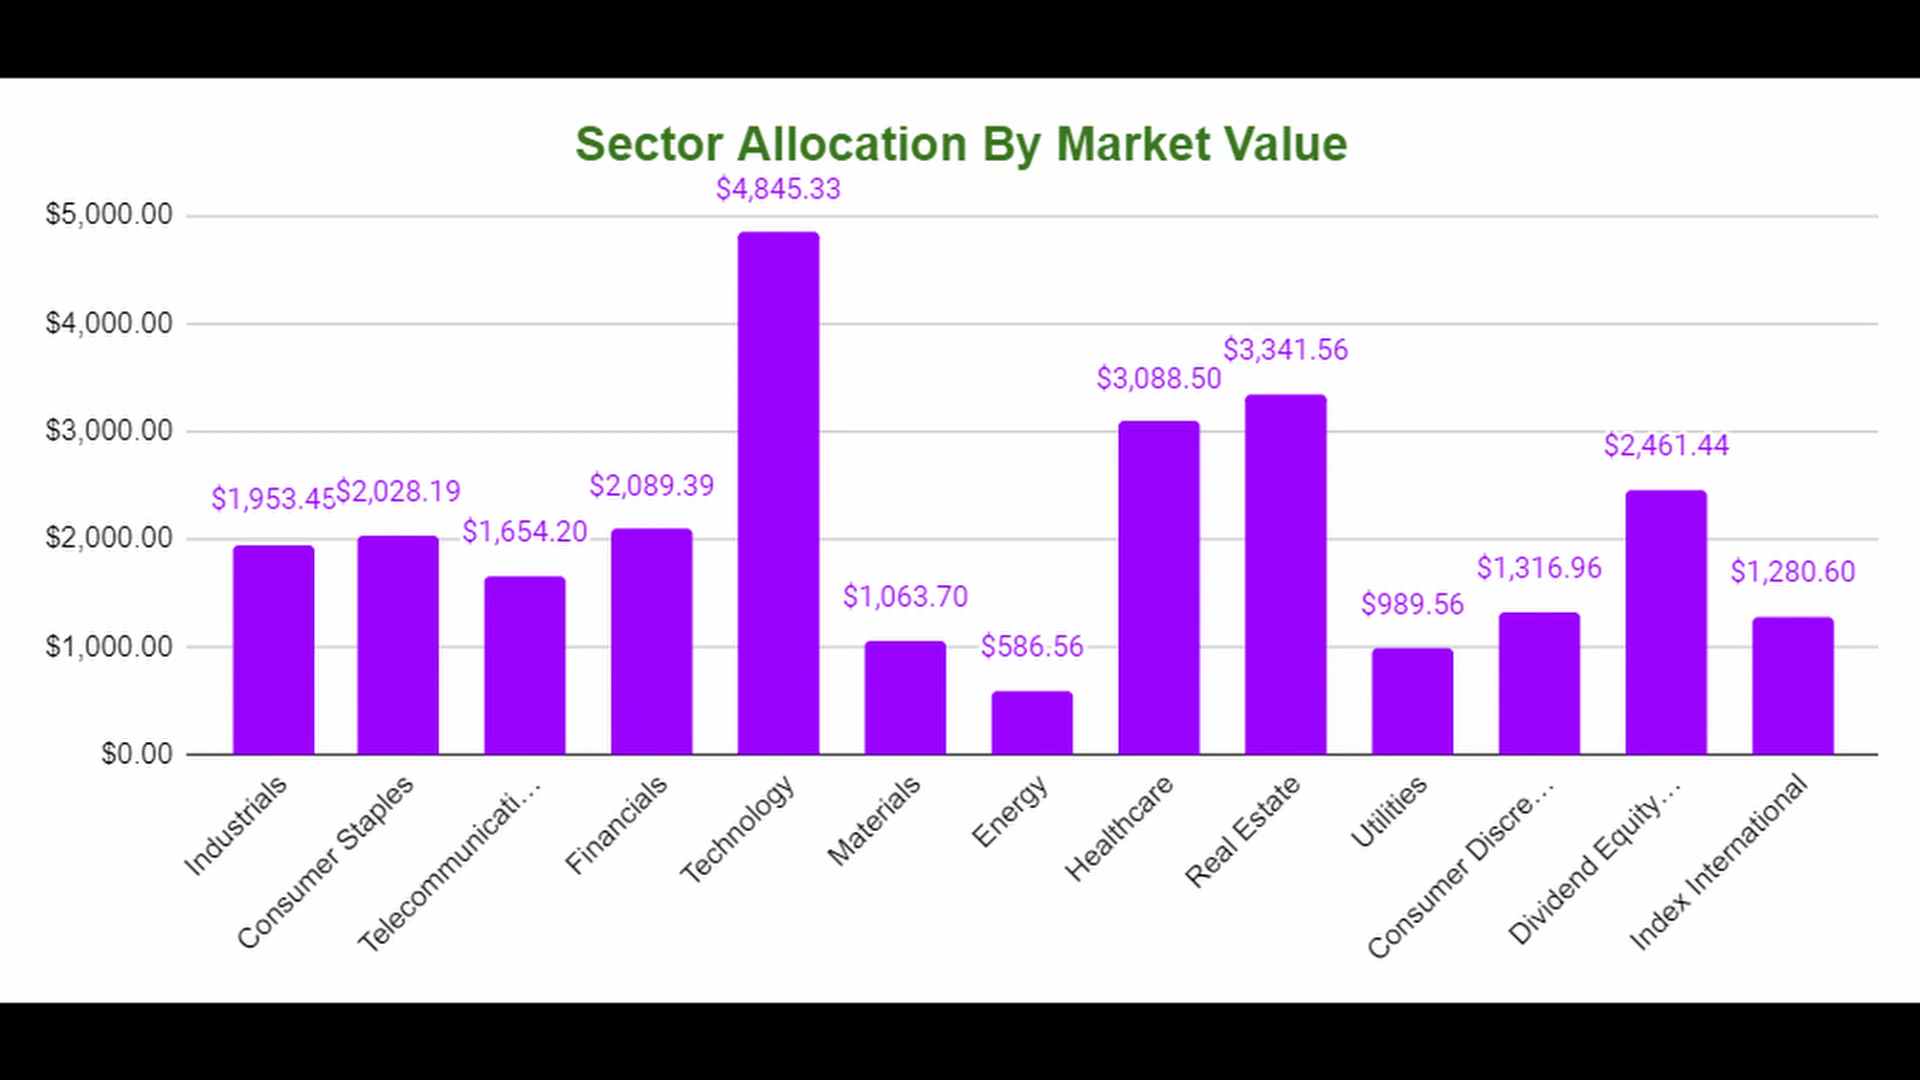 Sector Allocation By Market Value
$5,000.00
$4,000.00
$3,000.00
$2,000.00
$1,000.00
$0.00
$1,953.45
$2,028.19
$1,654.20
$2,089.39
$4,845.33
$1,063.70
$586.56
$3,088.50
$3,341.56
$989.56
$1,316.96
$2,461.44
$1,280.60
Industrials
Consumer Staples
Telecommunicati…
Financials
Technology
Materials
Energy
Healthcare
Real Estate
Utilities
Consumer Discre…
Dividend Equity…
Index International